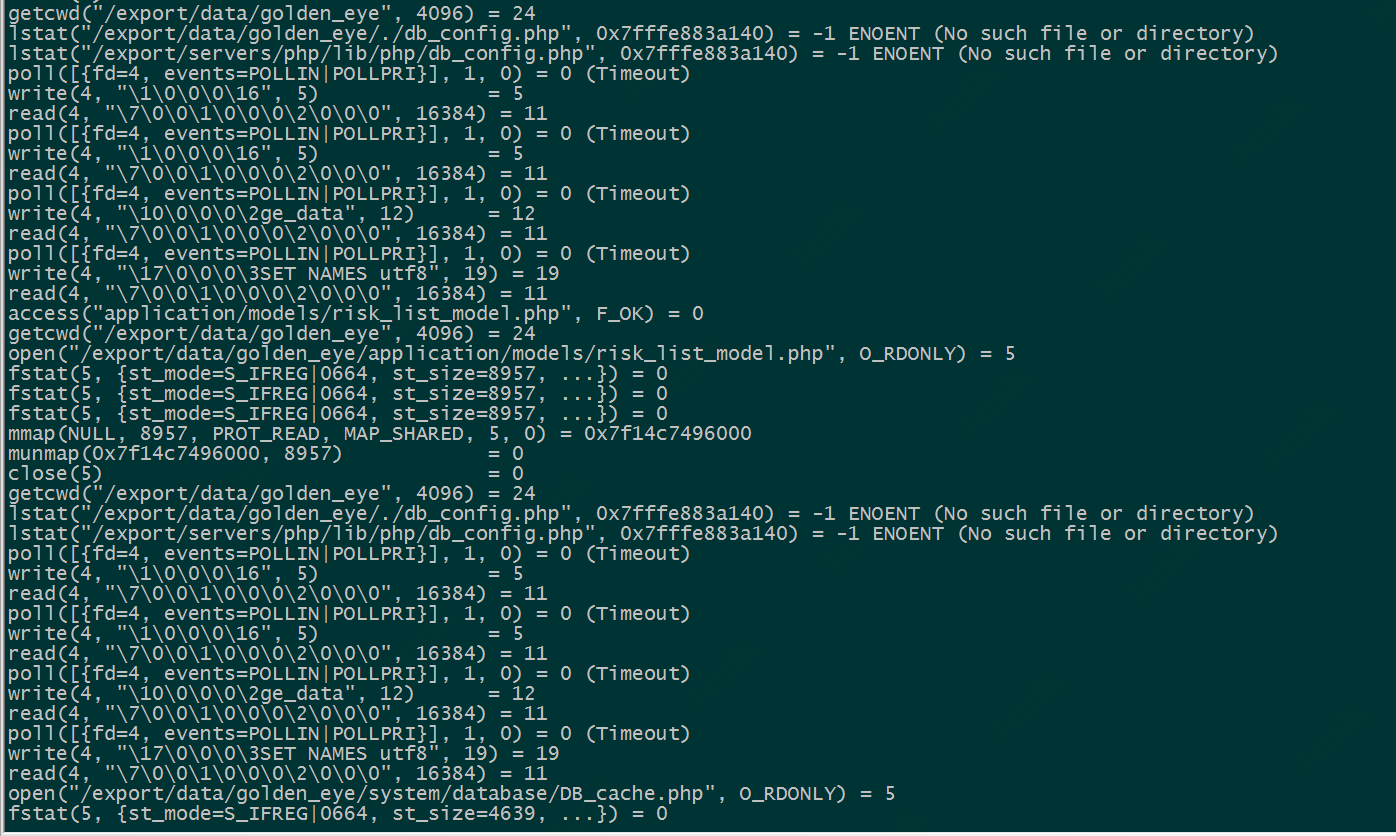 getcwd("/export/data/golden_eye", 4096) = 24
lstat("/export/data/golden_eye/./db_config.php", 0x7fffe883a140) = -1 ENOENT (No such file or directory)
lstat("/export/servers/php/lib/php/db_config.php", 0x7fffe883a140) = -1 ENOENT (No such file or directory)
poll([{fd=4, events=POLLIN|POLLPRI}], 1, 0) = 0 (Timeout)
write(4, "\1\0\0\0\16", 5)              = 5
read(4, "\7\0\0\1\0\0\0\2\0\0\0", 16384) = 11
poll([{fd=4, events=POLLIN|POLLPRI}], 1, 0) = 0 (Timeout)
write(4, "\1\0\0\0\16", 5)              = 5
read(4, "\7\0\0\1\0\0\0\2\0\0\0", 16384) = 11
poll([{fd=4, events=POLLIN|POLLPRI}], 1, 0) = 0 (Timeout)
write(4, "\10\0\0\0\2ge_data", 12)      = 12
read(4, "\7\0\0\1\0\0\0\2\0\0\0", 16384) = 11
poll([{fd=4, events=POLLIN|POLLPRI}], 1, 0) = 0 (Timeout)
write(4, "\17\0\0\0\3SET NAMES utf8", 19) = 19
read(4, "\7\0\0\1\0\0\0\2\0\0\0", 16384) = 11
access("application/models/risk_list_model.php", F_OK) = 0
getcwd("/export/data/golden_eye", 4096) = 24
open("/export/data/golden_eye/application/models/risk_list_model.php", O_RDONLY) = 5
fstat(5, {st_mode=S_IFREG|0664, st_size=8957, ...}) = 0
fstat(5, {st_mode=S_IFREG|0664, st_size=8957, ...}) = 0
fstat(5, {st_mode=S_IFREG|0664, st_size=8957, ...}) = 0
mmap(NULL, 8957, PROT_READ, MAP_SHARED, 5, 0) = 0x7f14c7496000
munmap(0x7f14c7496000, 8957)            = 0
close(5)                                = 0
getcwd("/export/data/golden_eye", 4096) = 24
lstat("/export/data/golden_eye/./db_config.php", 0x7fffe883a140) = -1 ENOENT (No such file or directory)
lstat("/export/servers/php/lib/php/db_config.php", 0x7fffe883a140) = -1 ENOENT (No such file or directory)
poll([{fd=4, events=POLLIN|POLLPRI}], 1, 0) = 0 (Timeout)
write(4, "\1\0\0\0\16", 5)              = 5
read(4, "\7\0\0\1\0\0\0\2\0\0\0", 16384) = 11
poll([{fd=4, events=POLLIN|POLLPRI}], 1, 0) = 0 (Timeout)
write(4, "\1\0\0\0\16", 5)              = 5
read(4, "\7\0\0\1\0\0\0\2\0\0\0", 16384) = 11
poll([{fd=4, events=POLLIN|POLLPRI}], 1, 0) = 0 (Timeout)
write(4, "\10\0\0\0\2ge_data", 12)      = 12
read(4, "\7\0\0\1\0\0\0\2\0\0\0", 16384) = 11
poll([{fd=4, events=POLLIN|POLLPRI}], 1, 0) = 0 (Timeout)
write(4, "\17\0\0\0\3SET NAMES utf8", 19) = 19
read(4, "\7\0\0\1\0\0\0\2\0\0\0", 16384) = 11
open("/export/data/golden_eye/system/database/DB_cache.php", O_RDONLY) = 5
fstat(5, {st_mode=S_IFREG|0664, st_size=4639, ...}) = 0